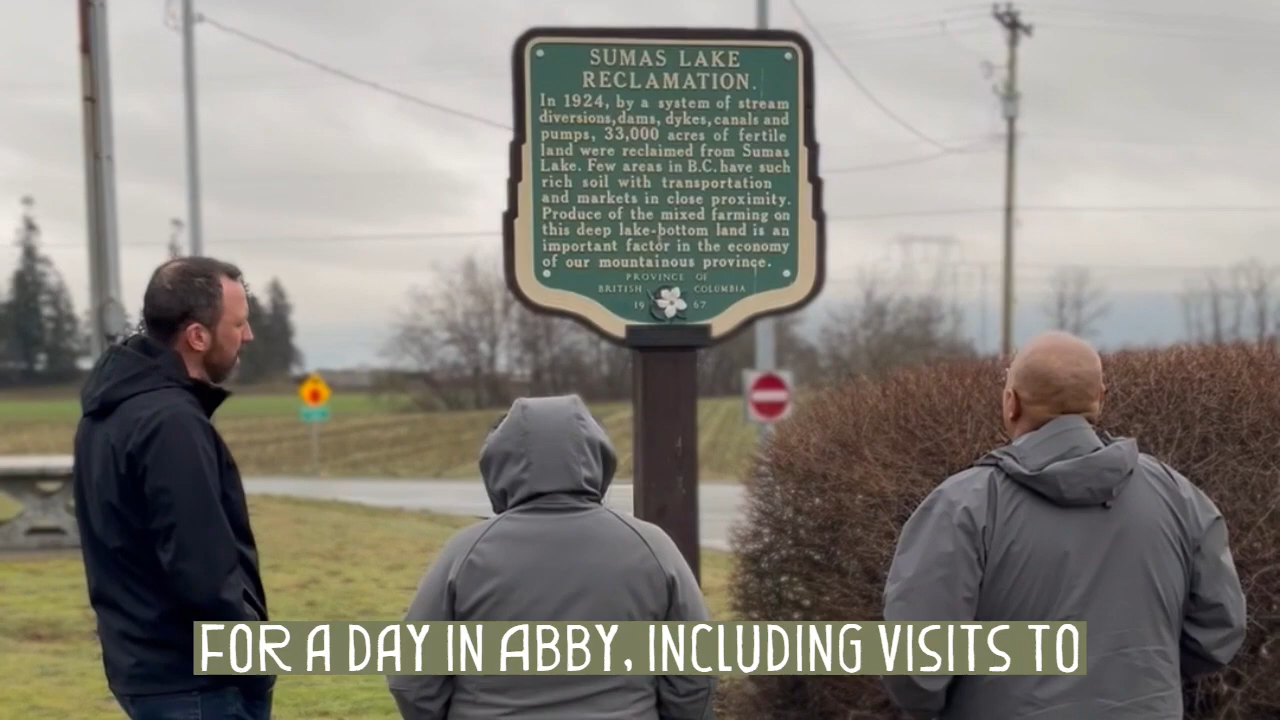 SUMAS LAKE
RECLAMATION.
In 1924, by a system of stream
diversions, dams, dykes, canals and
pumps, 33,000 acres of fertile
land were reclaimed from Sumas
Lake. Few areas in B.C. have such
rich soil with transportation
and markets in close proximity.
Produce of the mixed farming on
this deep lake-bottom land is an
important factor in the economy
of our mountainous province.
PROVINCE OF
BRITISH COLUMBIA
19 67
FOR A DAY IN ABBY, INCLUDING VISITS TO